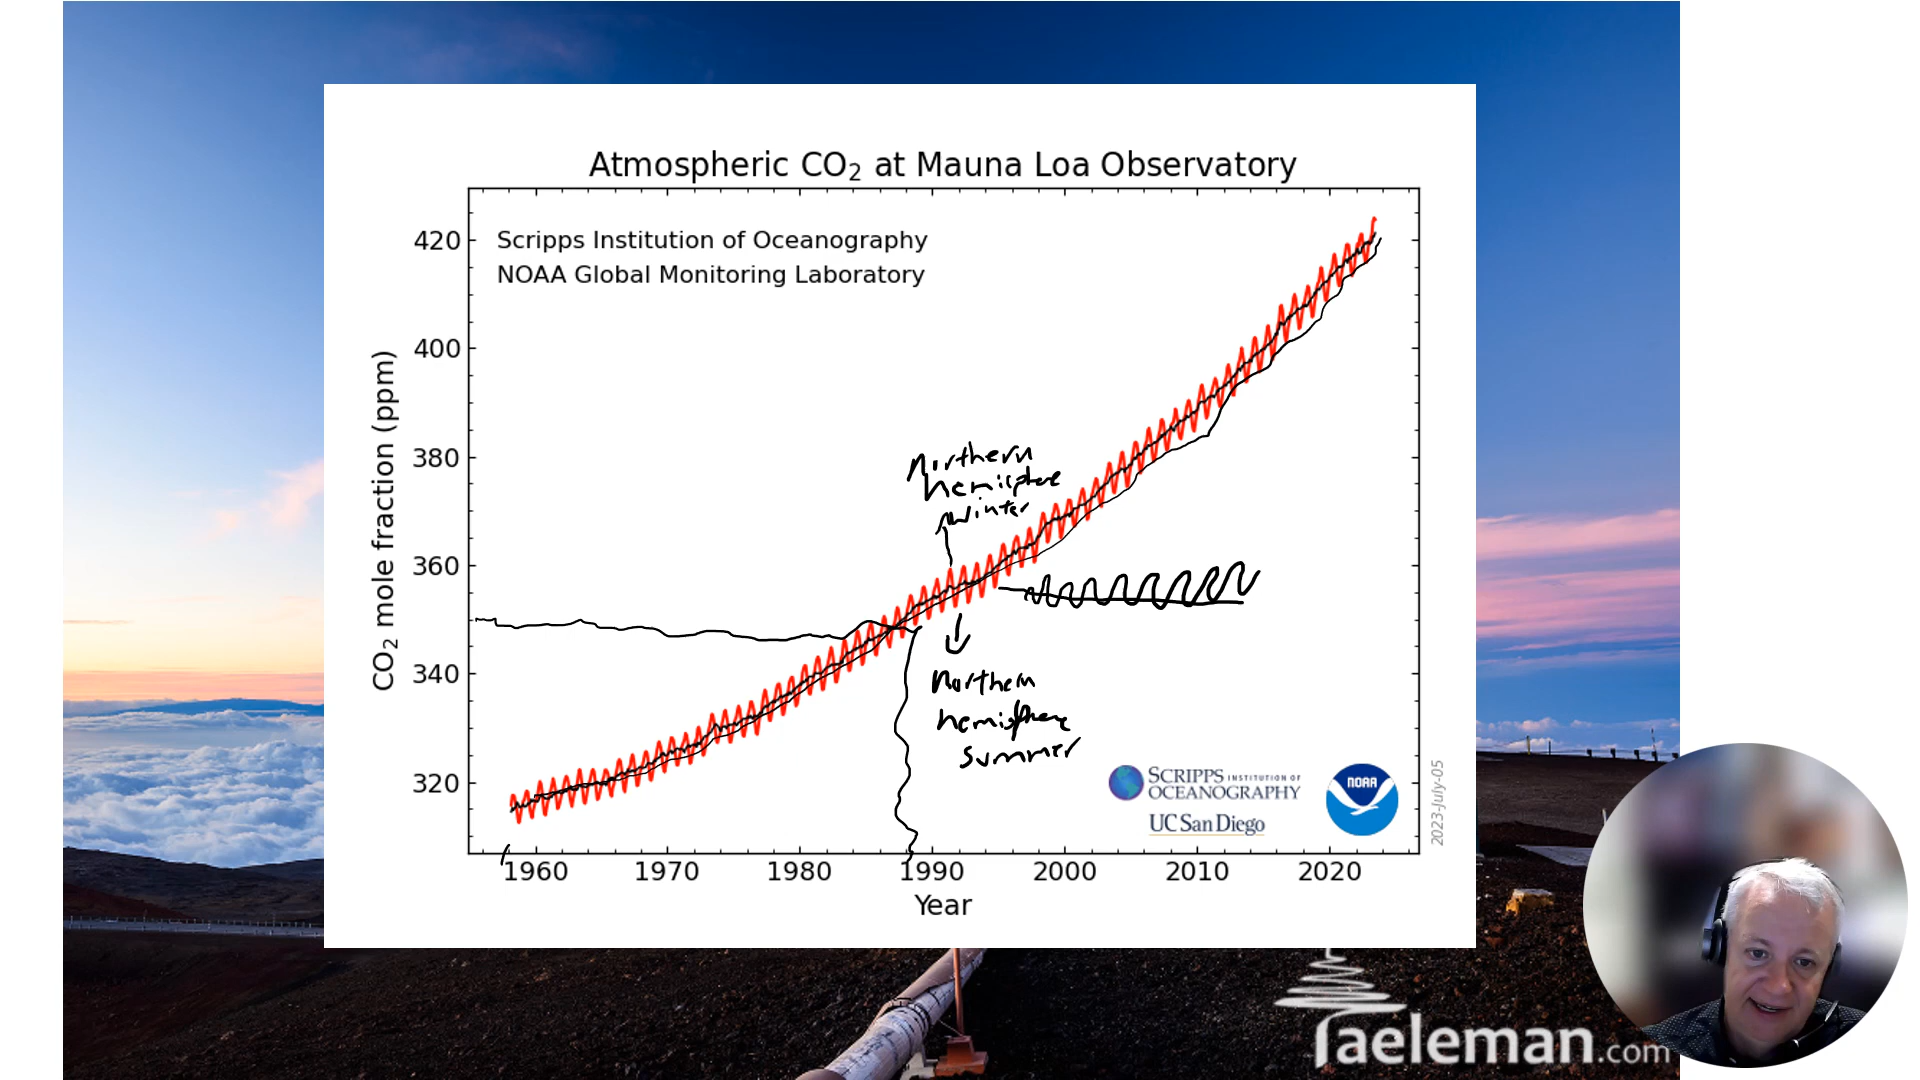 Atmospheric CO₂ at Mauna Loa Observatory
Scripps Institution of Oceanography
NOAA Global Monitoring Laboratory
420
400
380
360
340
320
CO₂ mole fraction (ppm)
Northern
hemisphere
winter
Northern
hemisphere
summer
SCRIPPS INSTITUTION OF
OCEANOGRAPHY
UC San Diego
NOAA
2023-July-05
1960 1970 1980 1990 2000 2010 2020
Year
Taeleman.com